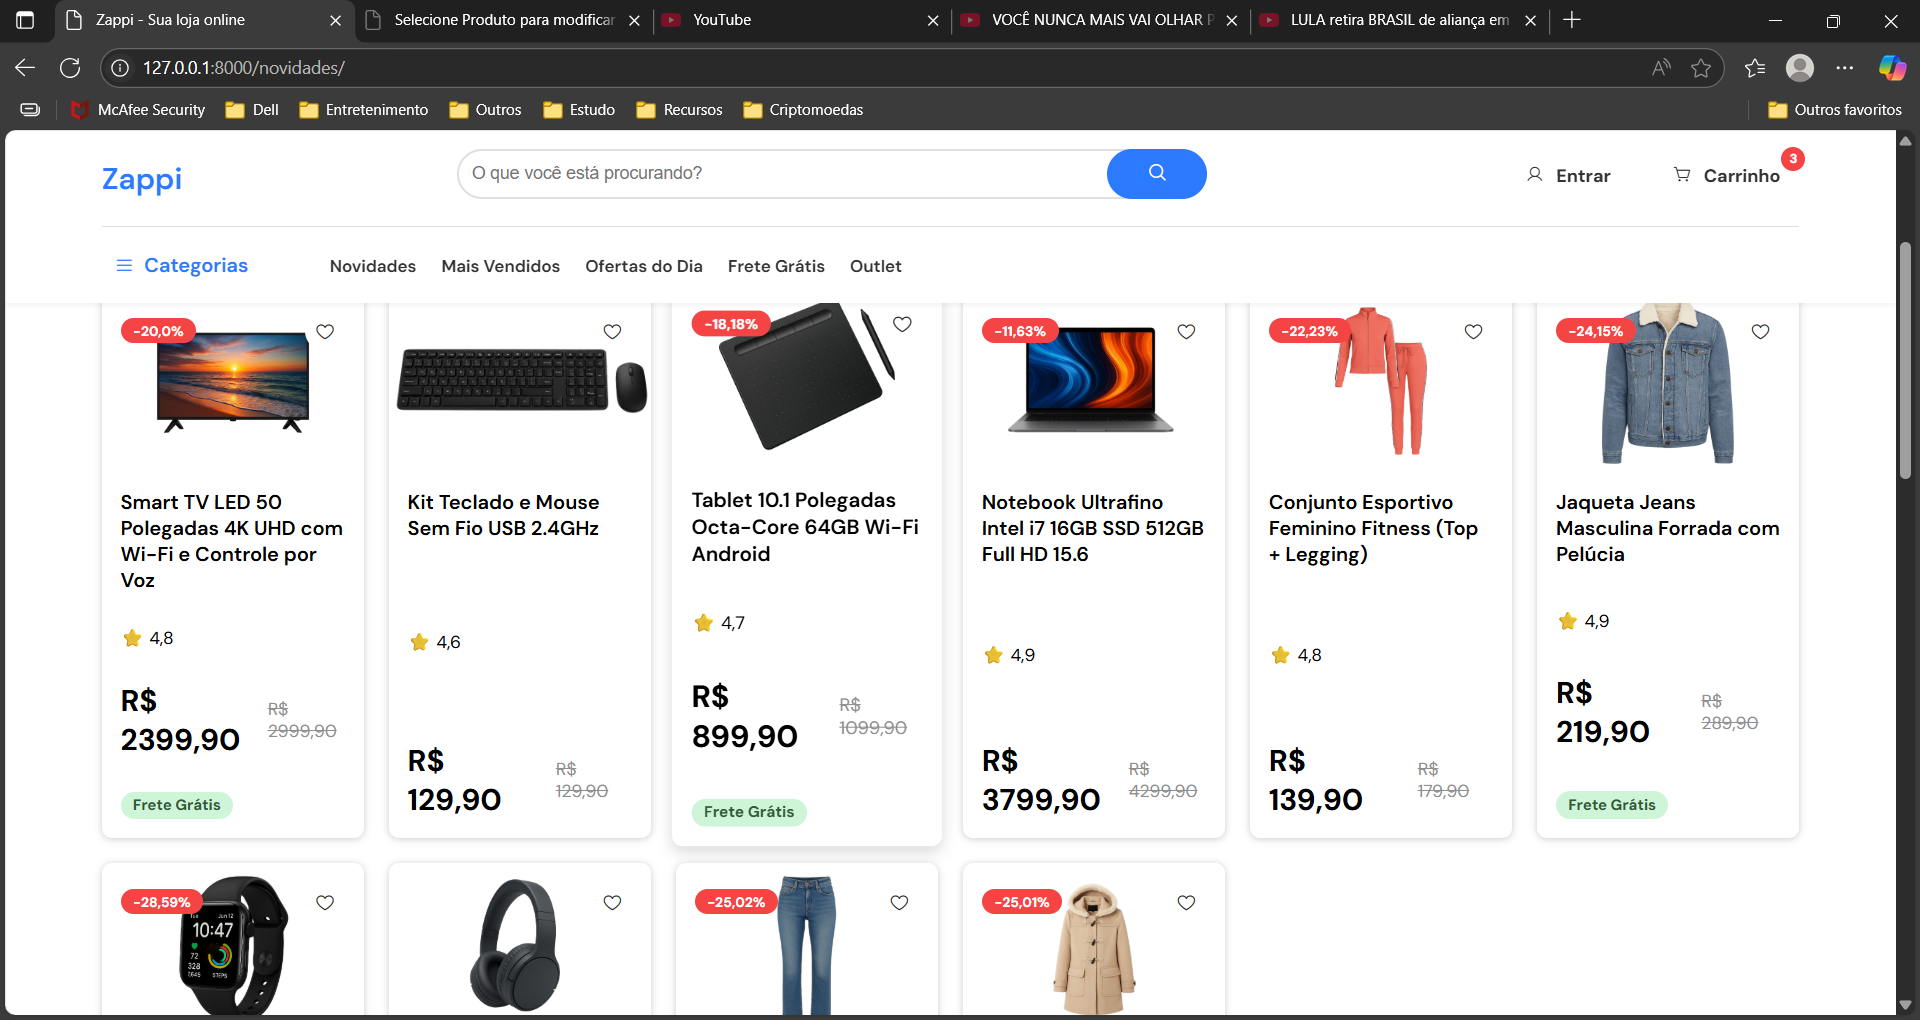 Zappi - Sua loja online
Selecione Produto para modificar
YouTube
VOCÊ NUNCA MAIS VAI OLHAR P
LULA retira BRASIL de aliança em
127.0.0.1:8000/novidades/
McAfee Security
Dell
Entretenimento
Outros
Estudo
Recursos
Criptomoedas
Outros favoritos
Zappi
O que você está procurando?
Entrar
Carrinho
3
Categorias
Novidades
Mais Vendidos
Ofertas do Dia
Frete Grátis
Outlet
-20,0%
Smart TV LED 50
Polegadas 4K UHD com
Wi-Fi e Controle por
Voz
4,8
R$
2399,90
R$
2999,90
Frete Grátis
Kit Teclado e Mouse
Sem Fio USB 2.4GHz
4,6
R$
129,90
R$
129,90
-18,18%
Tablet 10.1 Polegadas
Octa-Core 64GB Wi-Fi
Android
4,7
R$
899,90
R$
1099,90
Frete Grátis
-11,63%
Notebook Ultrafino
Intel i7 16GB SSD 512GB
Full HD 15.6
4,9
R$
3799,90
R$
4299,90
-22,23%
Conjunto Esportivo
Feminino Fitness (Top
+ Legging)
4,8
R$
139,90
R$
179,90
-24,15%
Jaqueta Jeans
Masculina Forrada com
Pelúcia
4,9
R$
219,90
R$
289,90
Frete Grátis
-28,59%
Jun 12
10:47
72
328
STEPS
-25,02%
-25,01%